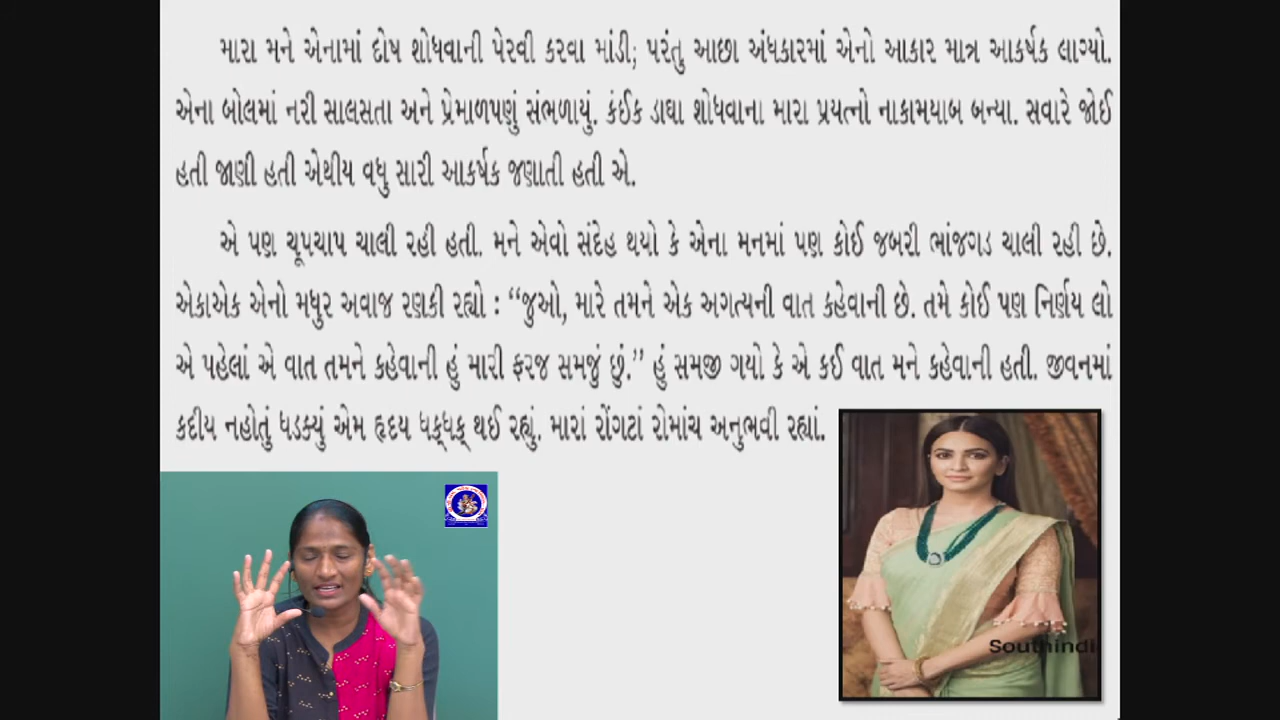 મારા મને એનામાં દોષ શોધવાની પેરવી કરવા માંડી; પરંતુ આછા અંધકારમાં એનો આકાર માત્ર આકર્ષક લાગ્યો.
એના બોલમાં નરી સાલસતા અને પ્રેમાળપણું સંભળાયું. કંઈક ડાઘા શોધવાના મારા પ્રયત્નો નાકામયાબ બન્યા. સવારે જોઈ
હતી જાણી હતી એથીય વધુ સારી આકર્ષક જણાતી હતી એ.
એ પણ ચૂપચાપ ચાલી રહી હતી. મને એવો સંદેહ થયો કે એના મનમાં પણ કોઈ જબરી ભાંજગડ ચાલી રહી છે.
એકાએક એનો મધુર અવાજ રણકી રહ્યો : “જુઓ, મારે તમને એક અગત્યની વાત કહેવાની છે. તમે કોઈ પણ નિર્ણય લો
એ પહેલાં એ વાત તમને કહેવાની હું મારી ફરજ સમજું છું.” હું સમજી ગયો કે એ કઈ વાત મને કહેવાની હતી. જીવનમાં
કદીય નહોતું ધડક્યું એમ હૃદય ધક્‌ધક્ થઈ રહ્યું. મારાં રોંગટાં રોમાંચ અનુભવી રહ્યાં.
Southindi